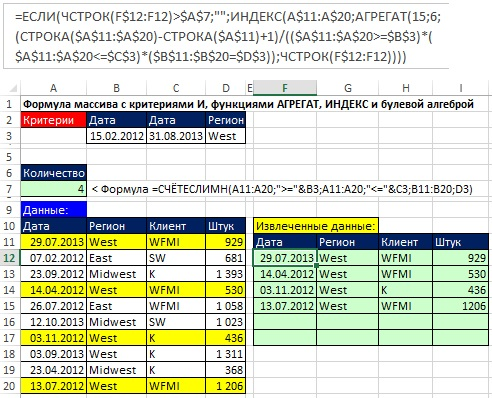 =ЕСЛИ(ЧСТРОК(F$12:F12)>$A$7;"";ИНДЕКС(A$11:A$20;АГРЕГАТ(15;6;
(СТРОКА($A$11:$A$20)-СТРОКА($A$11)+1)/(($A$11:$A$20>=$B$3)*(
$A$11:$A$20<=$C$3)*($B$11:$B$20=$D$3));ЧСТРОК(F$12:F12))))
A B C D E F G H I
1 Формула массива с критериями И, функциями АГРЕГАТ, ИНДЕКС и булевой алгеброй
2 Критерии Дата Дата Регион
3 15.02.2012 31.08.2013 West
5
6 Количество
7 4 < Формула =СЧЁТЕСЛИМН(A11:A20;">="&B3;A11:A20;"<="&C3;B11:B20;D3)
9 Данные:
10 Дата Регион Клиент Штук Извлеченные данные:
11 29.07.2013 West WFMI 929 Дата Регион Клиент Штук
12 07.02.2012 East SW 681 29.07.2013 West WFMI 929
13 23.09.2012 Midwest K 1 393 14.04.2012 West WFMI 530
14 14.04.2012 West WFMI 530 03.11.2012 West K 436
15 26.07.2012 East WFMI 1 058 13.07.2012 West WFMI 1206
16 12.10.2013 Midwest SW 1 023
17 03.11.2012 West K 436
18 03.09.2013 West K 1 311
19 23.04.2012 Midwest K 368
20 13.07.2012 West WFMI 1 206